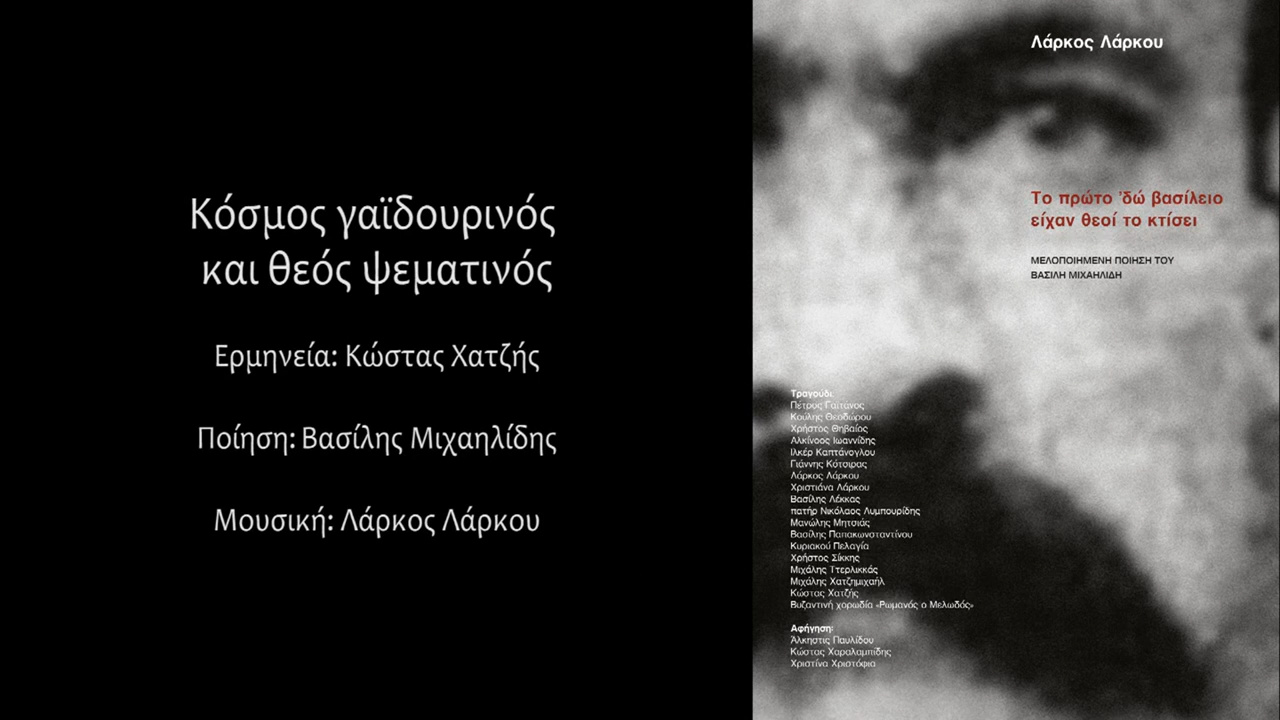 Κόσμος γαϊδουρινός
και θεός ψεματινός
Ερμηνεία: Κώστας Χατζής
Ποίηση: Βασίλης Μιχαηλίδης
Μουσική: Λάρκος Λάρκου
Λάρκος Λάρκου
Το πρώτο 'δώ βασίλειο
είχαν θεοί το κτίσει
ΜΕΛΟΠΟΙΗΜΕΝΗ ΠΟΙΗΣΗ ΤΟΥ
ΒΑΣΙΛΗ ΜΙΧΑΗΛΙΔΗ
Τραγούδι:
Πέτρος Γαϊτάνος
Κούλης Θεοδώρου
Χρήστος Θηβαίος
Αλκίνοος Ιωαννίδης
Ιλκέρ Καπτάνογλου
Γιάννης Κότσιρας
Λάρκος Λάρκου
Χριστιάνα Λάρκου
Βασίλης Λέκκας
πατήρ Νικόλαος Λυμπουρίδης
Μανώλης Μητσιάς
Βασίλης Παπακωνσταντίνου
Κυριακού Πελαγία
Χρήστος Σίκκης
Μιχάλης Ττερλικκάς
Μιχάλης Χατζημιχαήλ
Κώστας Χατζής
Βυζαντινή χορωδία «Ρωμανός ο Μελωδός»
Αφήγηση:
Άλκηστις Παυλίδου
Κώστας Χαραλαμπίδης
Χριστίνα Χριστόφια